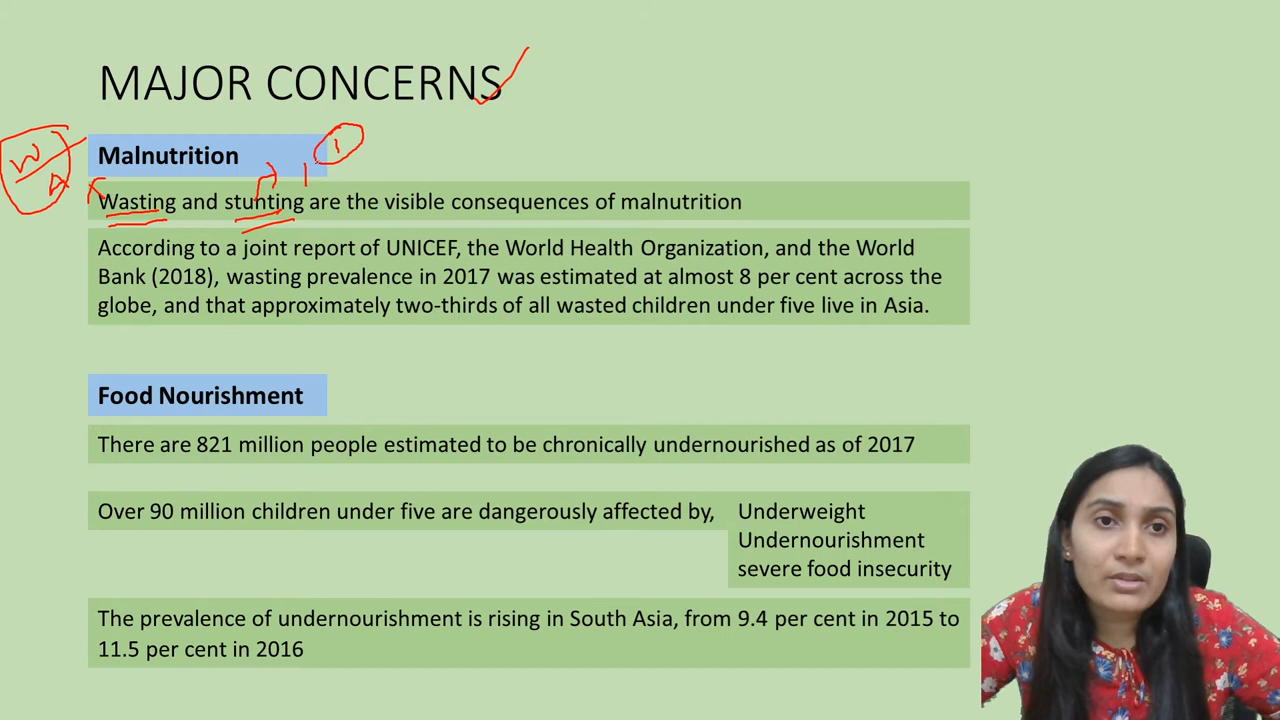 MAJOR CONCERNS
Malnutrition
Wasting and stunting are the visible consequences of malnutrition
According to a joint report of UNICEF, the World Health Organization, and the World
Bank (2018), wasting prevalence in 2017 was estimated at almost 8 per cent across the
globe, and that approximately two-thirds of all wasted children under five live in Asia.
Food Nourishment
There are 821 million people estimated to be chronically undernourished as of 2017
Over 90 million children under five are dangerously affected by,
Underweight
Undernourishment
severe food insecurity
The prevalence of undernourishment is rising in South Asia, from 9.4 per cent in 2015 to
11.5 per cent in 2016